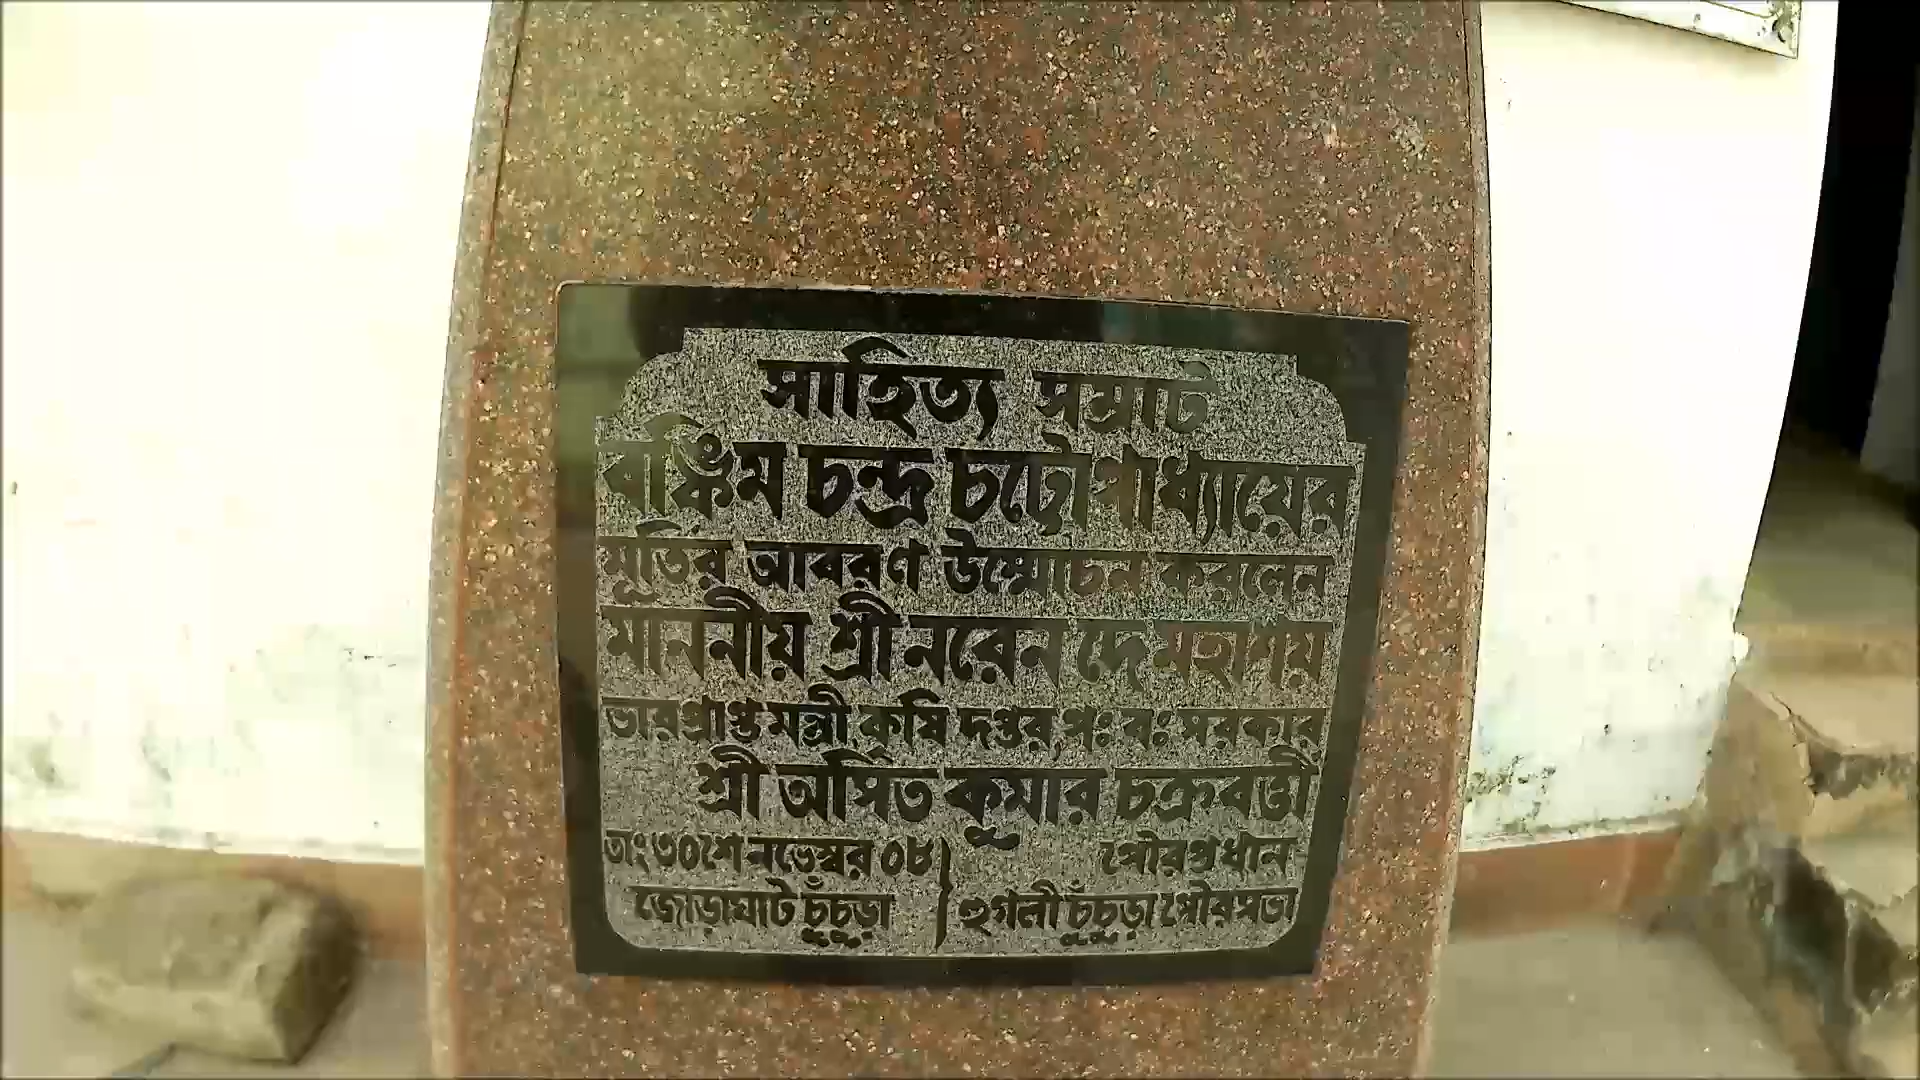 সাহিত্য সম্রাট
বঙ্কিম চন্দ্র চট্টোপাধ্যায়ের
মূর্তির আবরণ উম্মোচন করলেন
মাননীয় শ্রী নরেন দে মহাশয়
ভারপ্রাপ্ত মন্ত্রী কৃষি দপ্তর, পঃ বঃ সরকার
শ্রী অসিত কুমার চক্রবর্ত্তী
তাং ৩০শে নভেম্বর ০৮ পৌরপ্রধান
জোড়াঘাট চুঁচুড়া হুগলী চুঁচুড়া পৌরসভা